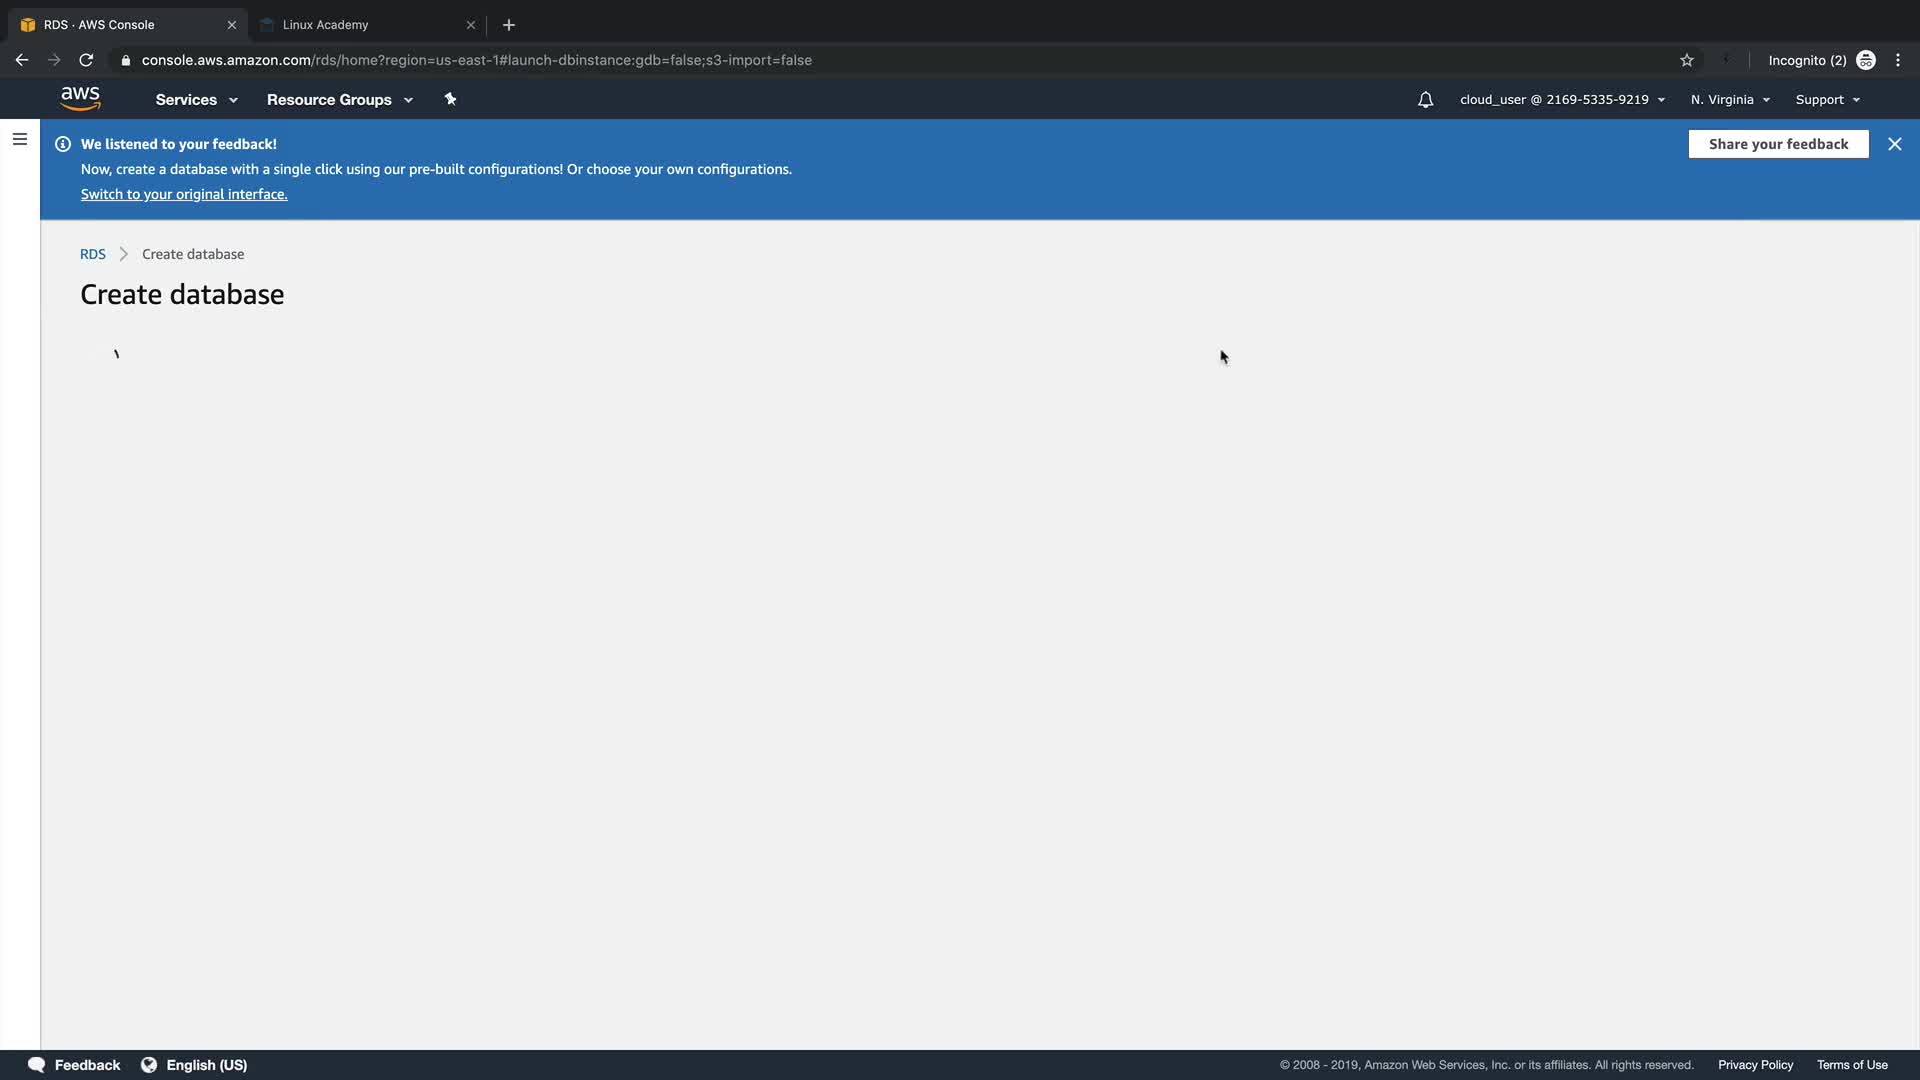 RDS · AWS Console
Linux Academy
console.aws.amazon.com/rds/home?region=us-east-1#launch-dbinstance:gdb=false;s3-import=false
Incognito (2)
aws
Services
Resource Groups
cloud_user @ 2169-5335-9219
N. Virginia
Support
We listened to your feedback!
Now, create a database with a single click using our pre-built configurations! Or choose your own configurations.
Switch to your original interface.
Share your feedback
RDS
Create database
Create database
Feedback
English (US)
© 2008 - 2019, Amazon Web Services, Inc. or its affiliates. All rights reserved.
Privacy Policy
Terms of Use